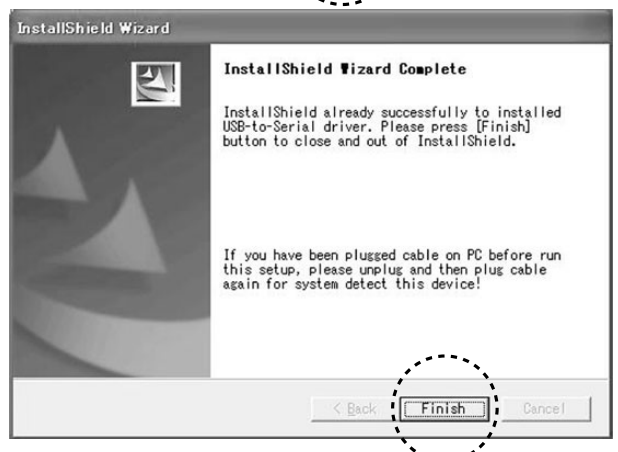 InstallShield Wizard
InstallShield Wizard Complete
InstallShield already successfully to installed
USB-to-Serial driver. Please press [Finish]
button to close and out of InstallShield.
If you have been plugged cable on PC before run
this setup, please unplug and then plug cable
again for system detect this device!
< Back
Finish
Cancel